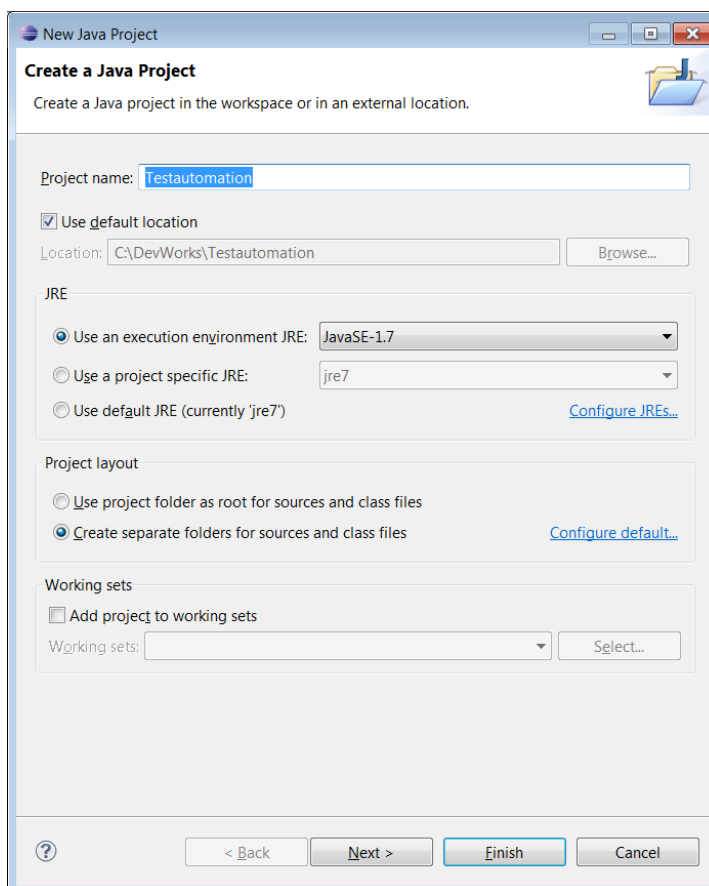 New Java Project
Create a Java Project
Create a Java project in the workspace or in an external location.
Project name: Testautomation
Use default location
Location: C:\DevWorks\Testautomation Browse...
JRE
Use an execution environment JRE: JavaSE-1.7
Use a project specific JRE: jre7
Use default JRE (currently 'jre7') Configure JREs...
Project layout
Use project folder as root for sources and class files
Create separate folders for sources and class files Configure default...
Working sets
Add project to working sets
Working sets: Select...
? < Back Next > Finish Cancel